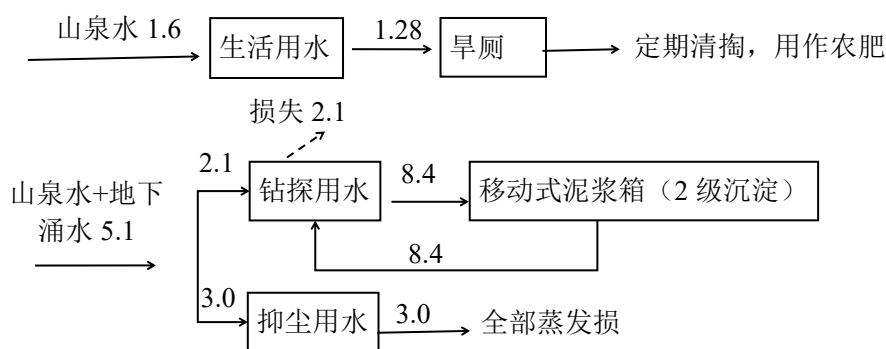 山泉水 1.6
生活用水
1.28
旱厕
定期清掏，用作农肥
损失 2.1
2.1
钻探用水
8.4
移动式泥浆箱（2 级沉淀）
山泉水+地下
涌水 5.1
8.4
3.0
抑尘用水
3.0
全部蒸发损